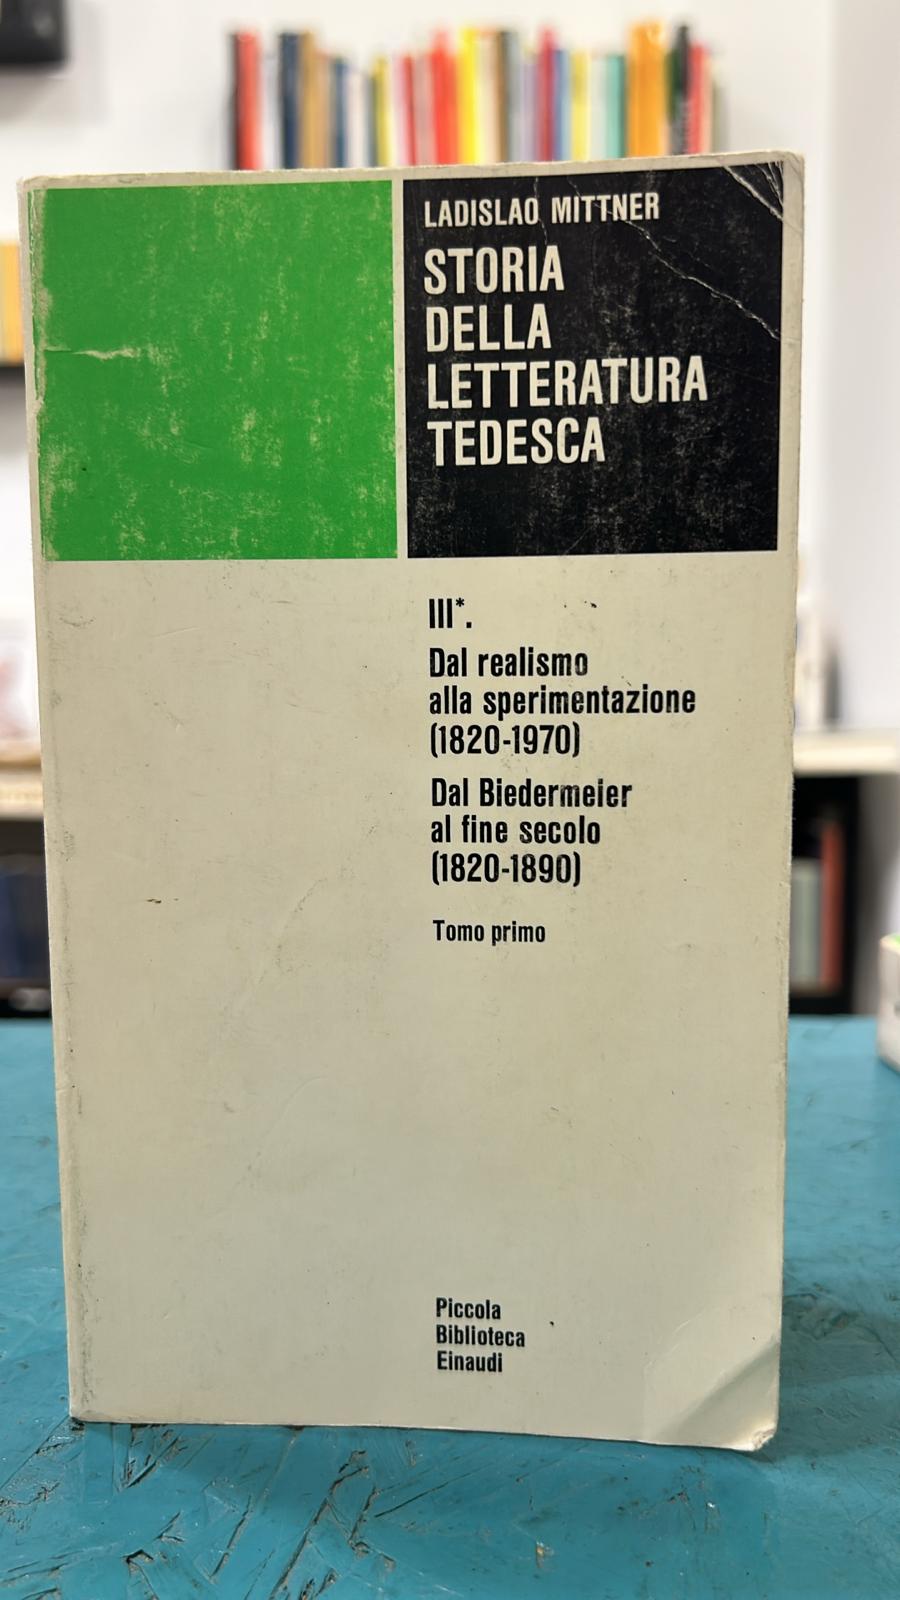 LADISLAO MITTNER
STORIA
DELLA
LETTERATURA
TEDESCA
III*.
Dal realismo
alla sperimentazione
(1820-1970)
Dal Biedermeier
al fine secolo
(1820-1890)
Tomo primo
Piccola
Biblioteca
Einaudi